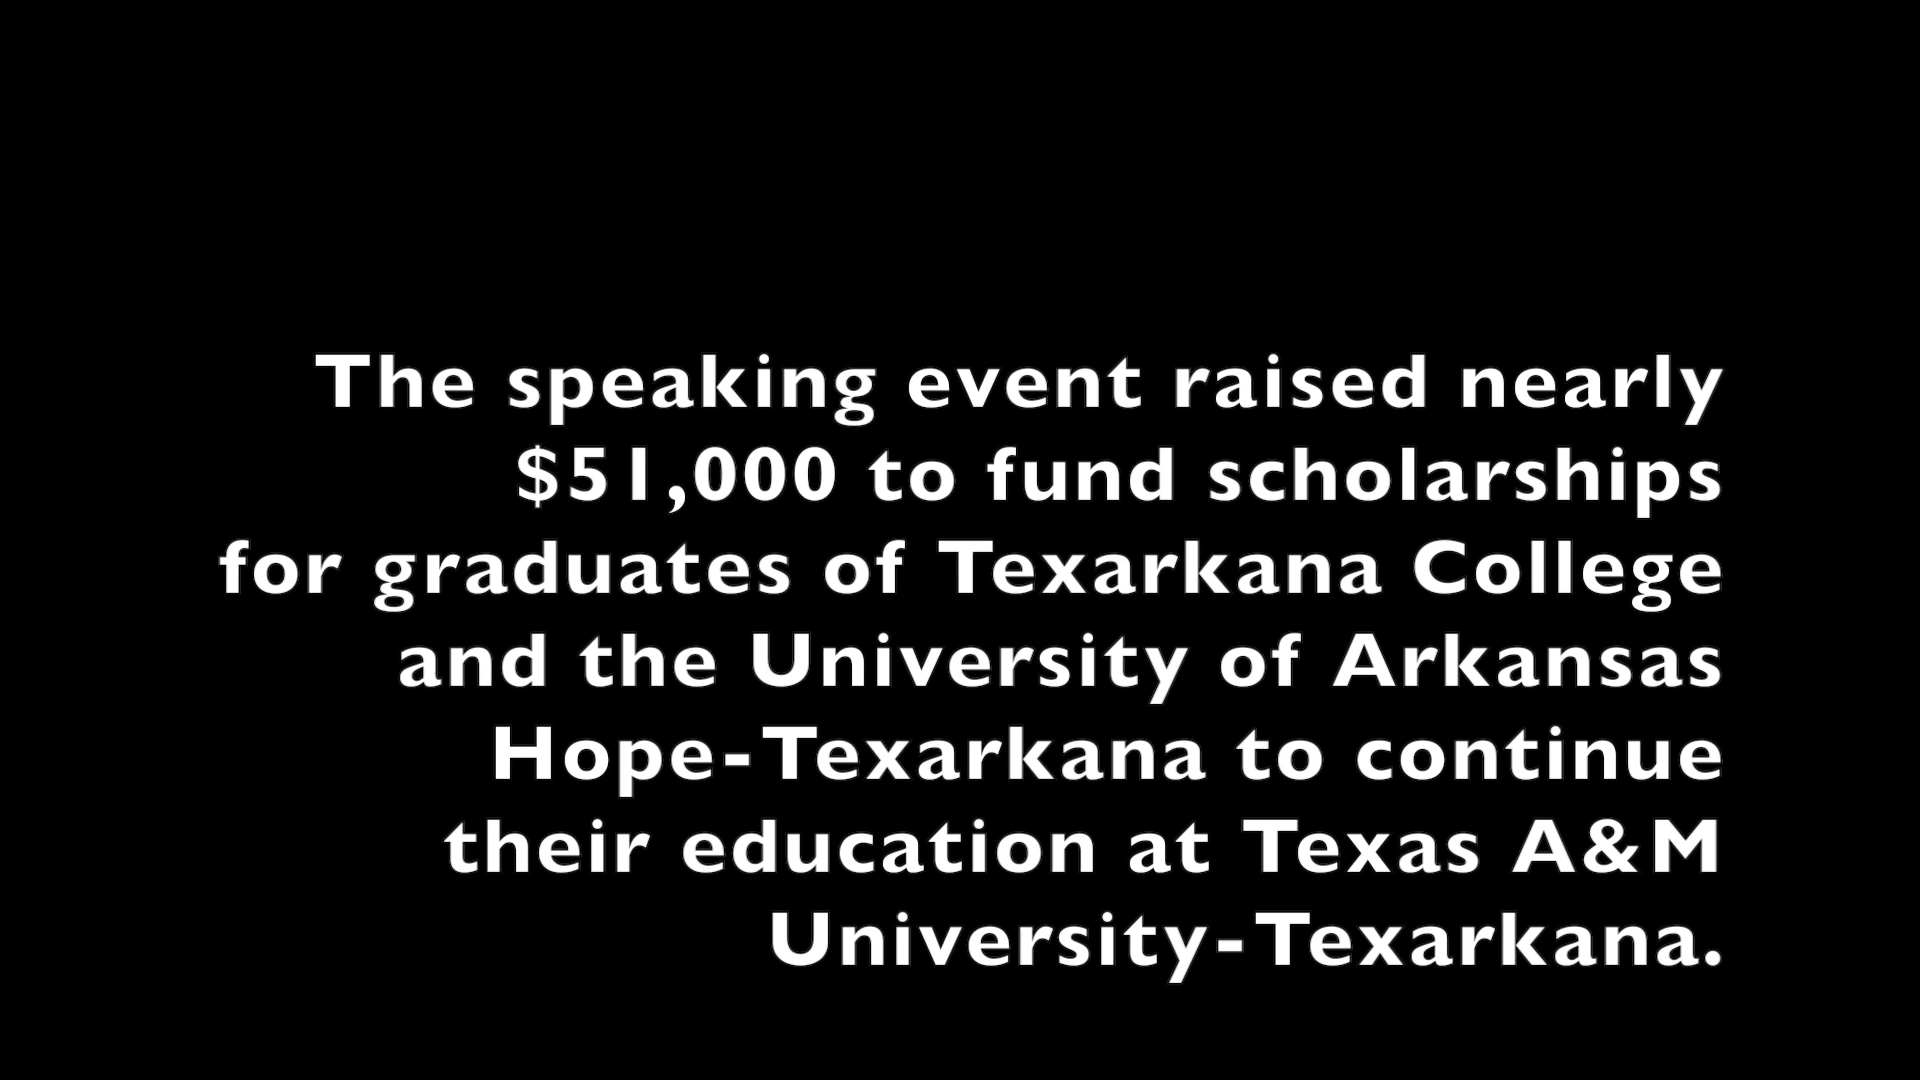 The speaking event raised nearly
$51,000 to fund scholarships
for graduates of Texarkana College
and the University of Arkansas
Hope-Texarkana to continue
their education at Texas A&M
University-Texarkana.